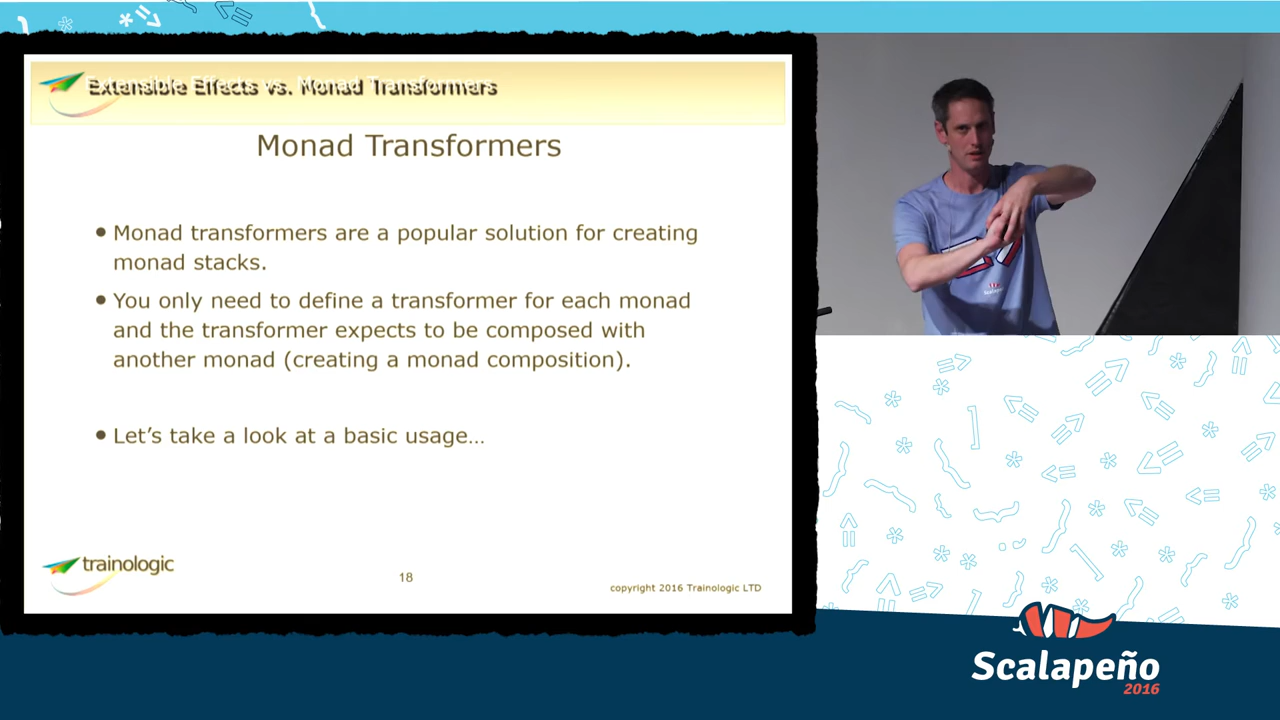 Extensible Effects vs. Monad Transformers
Monad Transformers
• Monad transformers are a popular solution for creating
monad stacks.
• You only need to define a transformer for each monad
and the transformer expects to be composed with
another monad (creating a monad composition).
• Let's take a look at a basic usage...
trainologic
18
copyright 2016 Trainologic LTD
Scalapeño
2016